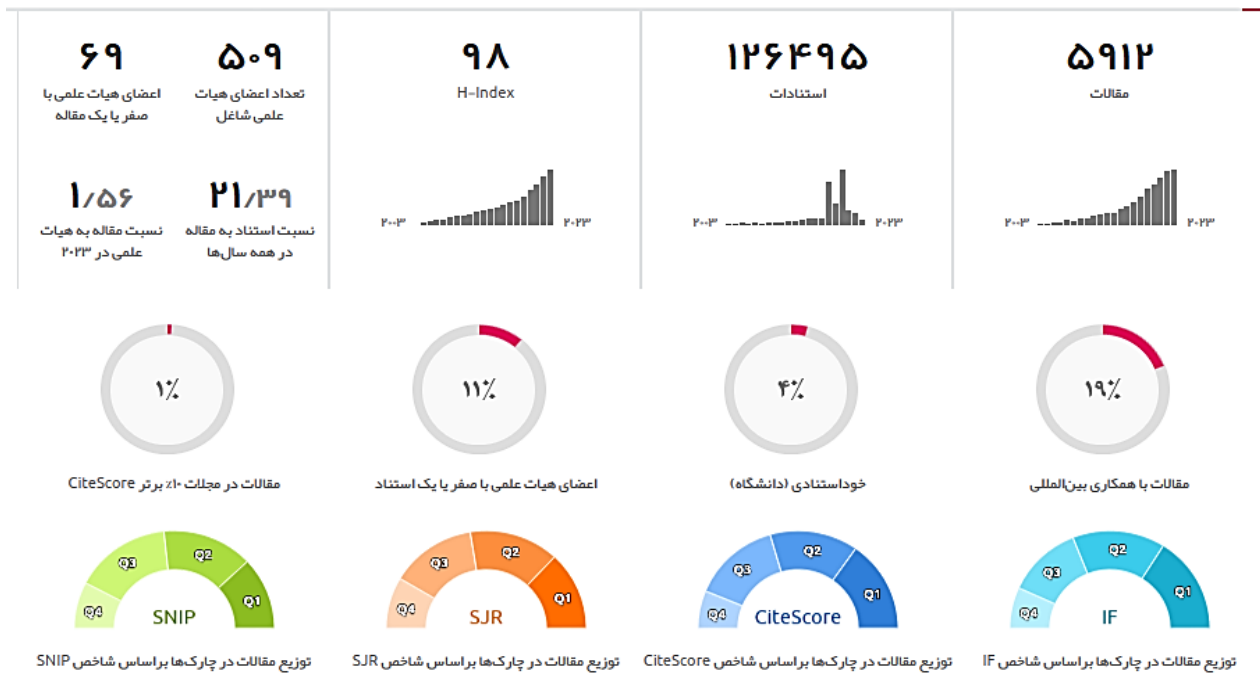 ۵۹۱۲
مقالات
۲۰۰۳
۲۰۲۳
۱۲۶۴۹۵
استنادات
۲۰۰۳
۲۰۲۳
۹۸
H-Index
۲۰۰۳
۲۰۲۳
۵۰۹
تعداد اعضای هیات
علمی شاغل
۶۹
اعضای هیات علمی با
صفر یا یک مقاله
۲۱/۳۹
نسبت استناد به مقاله
در همه سال‌ها
۱/۵۶
نسبت مقاله به هیات
علمی در ۲۰۲۳
۱۹٪
مقالات با همکاری بین‌المللی
۴٪
خوداستنادی (دانشگاه)
۱۱٪
اعضای هیات علمی با صفر یا یک استناد
۱٪
مقالات در مجلات ۱۰٪ برتر CiteScore
Q1
Q2
Q3
Q4
IF
توزیع مقالات در چارک‌ها براساس شاخص IF
Q1
Q2
Q3
Q4
CiteScore
توزیع مقالات در چارک‌ها براساس شاخص CiteScore
Q1
Q2
Q3
Q4
SJR
توزیع مقالات در چارک‌ها براساس شاخص SJR
Q1
Q2
Q3
Q4
SNIP
توزیع مقالات در چارک‌ها براساس شاخص SNIP